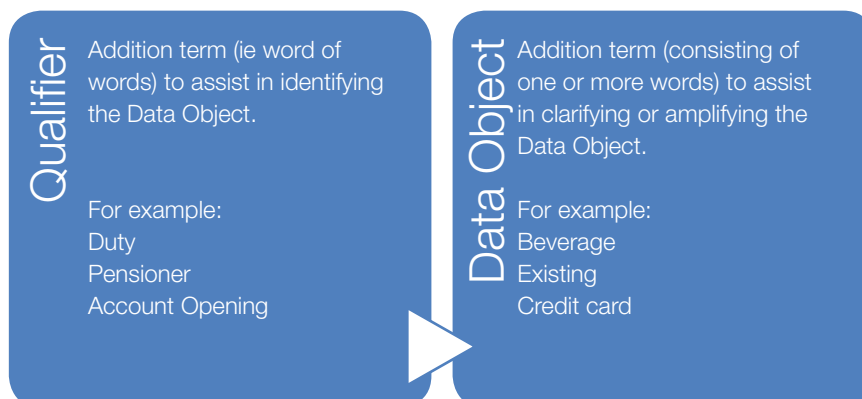 Qualifier
Addition term (ie word of
words) to assist in identifying
the Data Object.
For example:
Duty
Pensioner
Account Opening
Data Object
Addition term (consisting of
one or more words) to assist
in clarifying or amplifying the
Data Object.
For example:
Beverage
Existing
Credit card